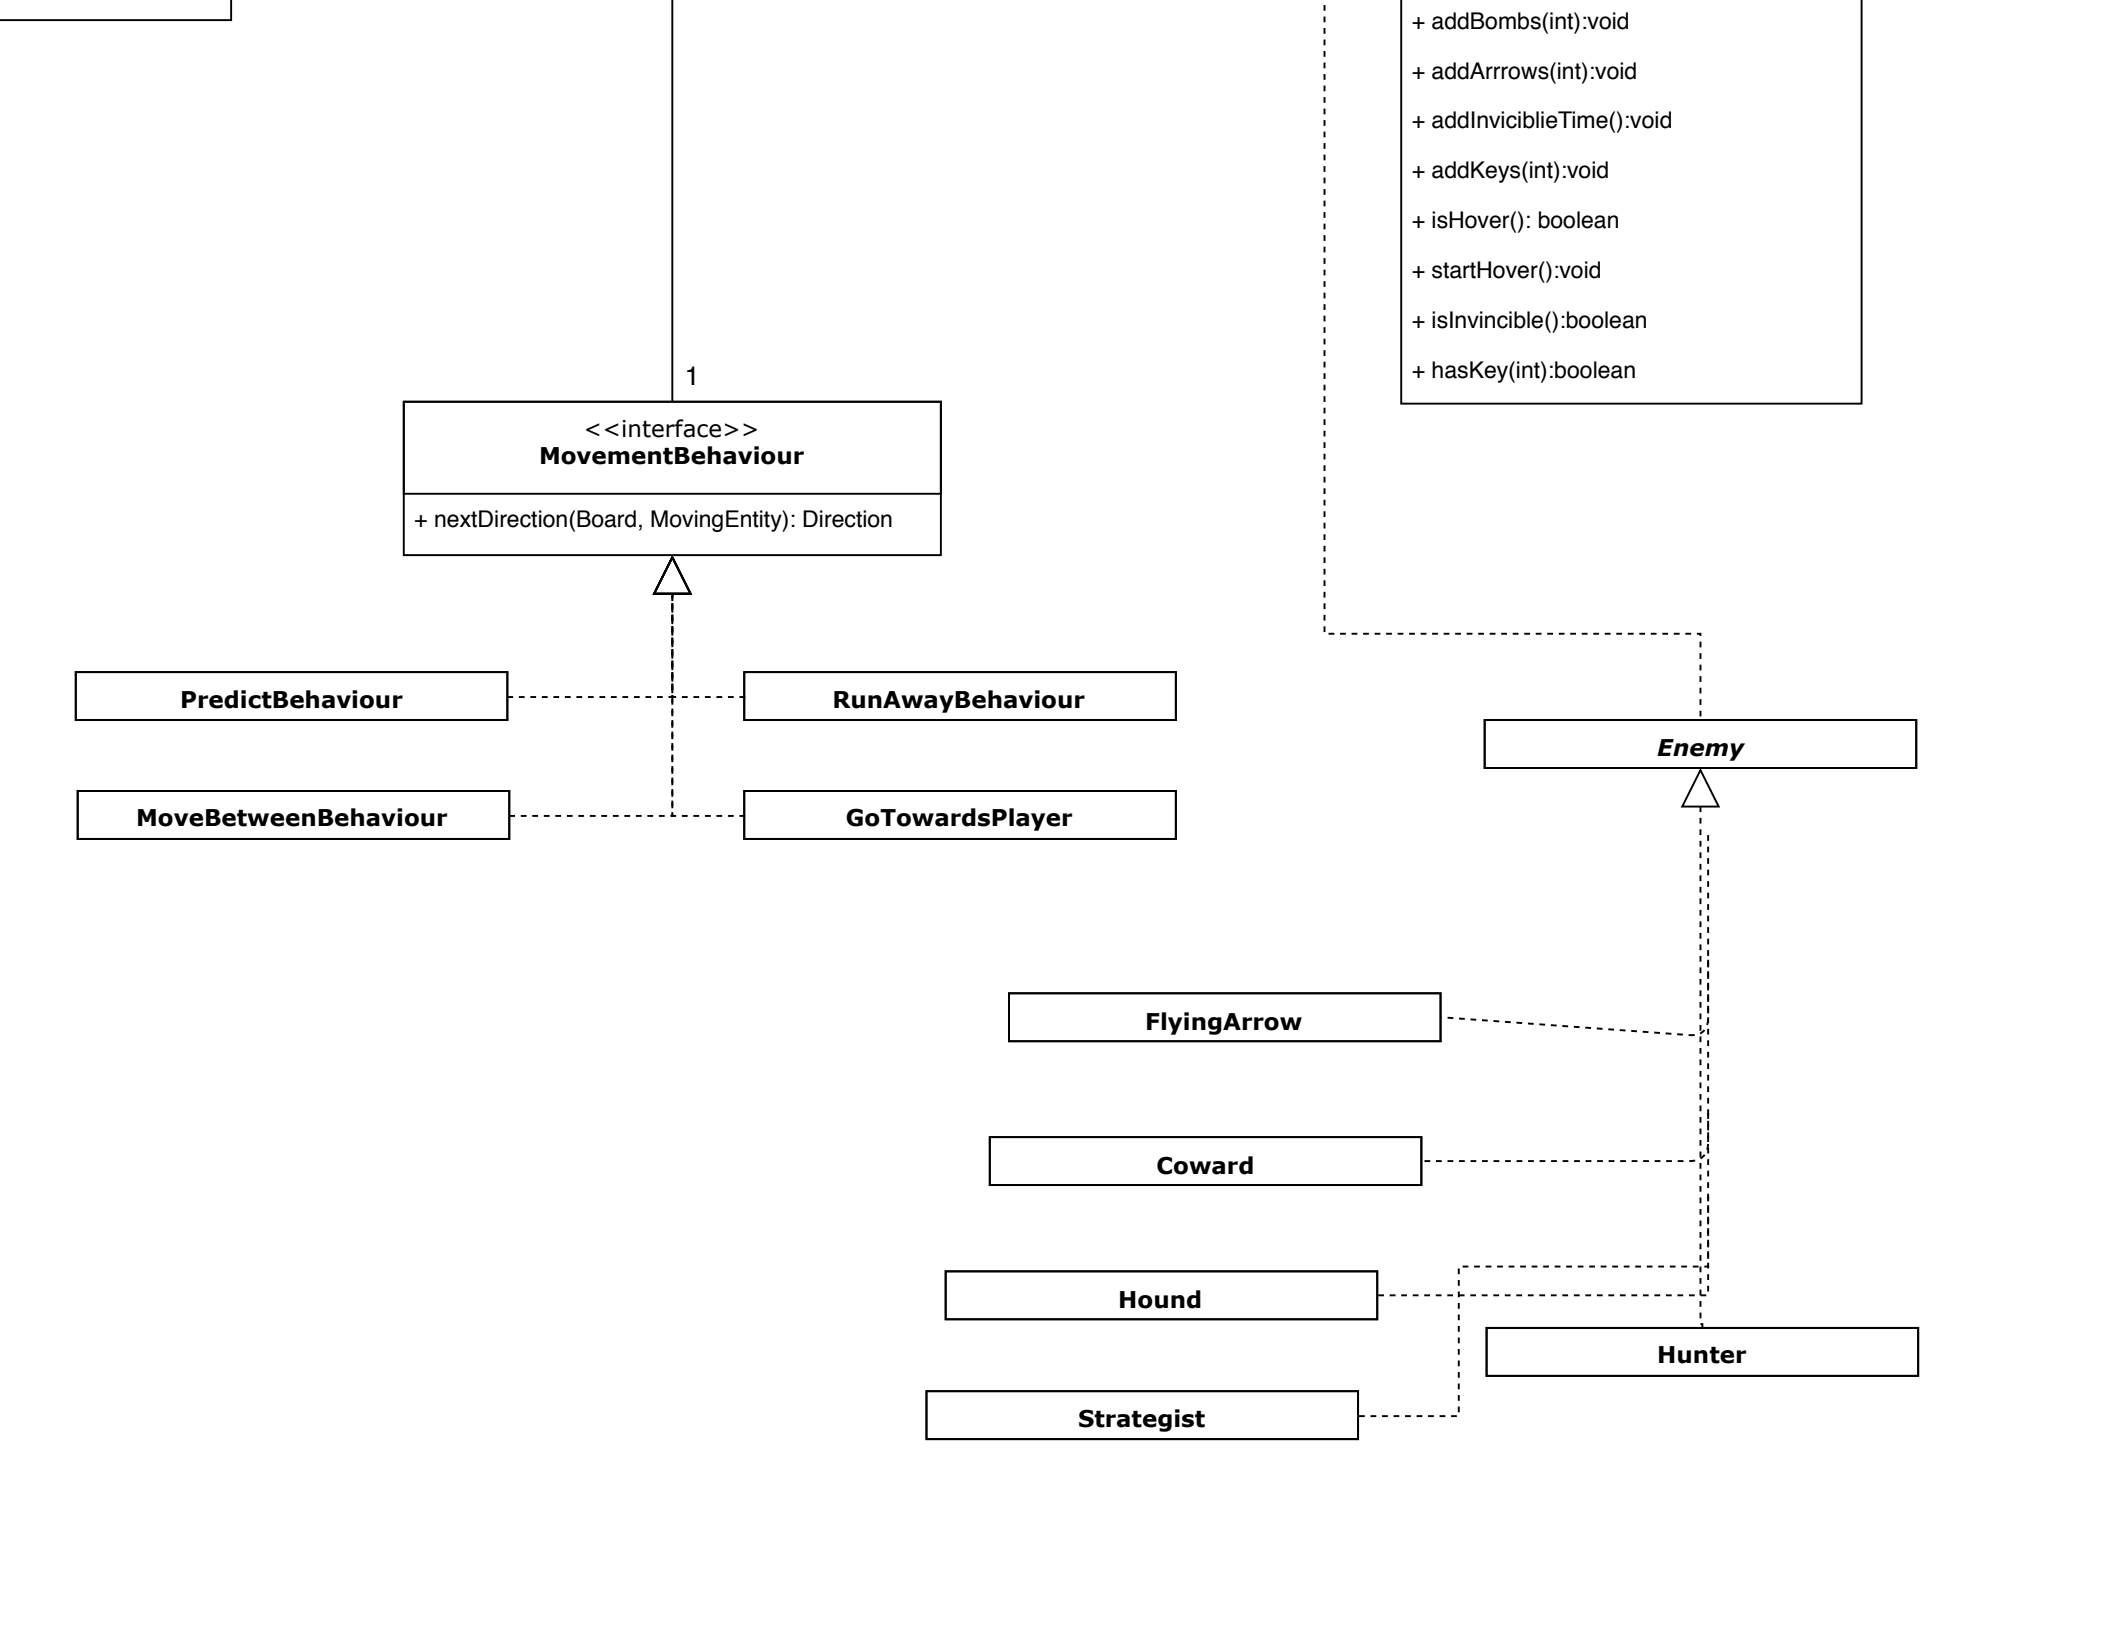 + addBombs(int):void
+ addArrrows(int):void
+ addInviciblieTime():void
+ addKeys(int):void
+ isHover(): boolean
+ startHover():void
+ isInvincible():boolean
+ hasKey(int):boolean
1
<<interface>>
MovementBehaviour
+ nextDirection(Board, MovingEntity): Direction
PredictBehaviour
RunAwayBehaviour
MoveBetweenBehaviour
GoTowardsPlayer
Enemy
FlyingArrow
Coward
Hound
Hunter
Strategist